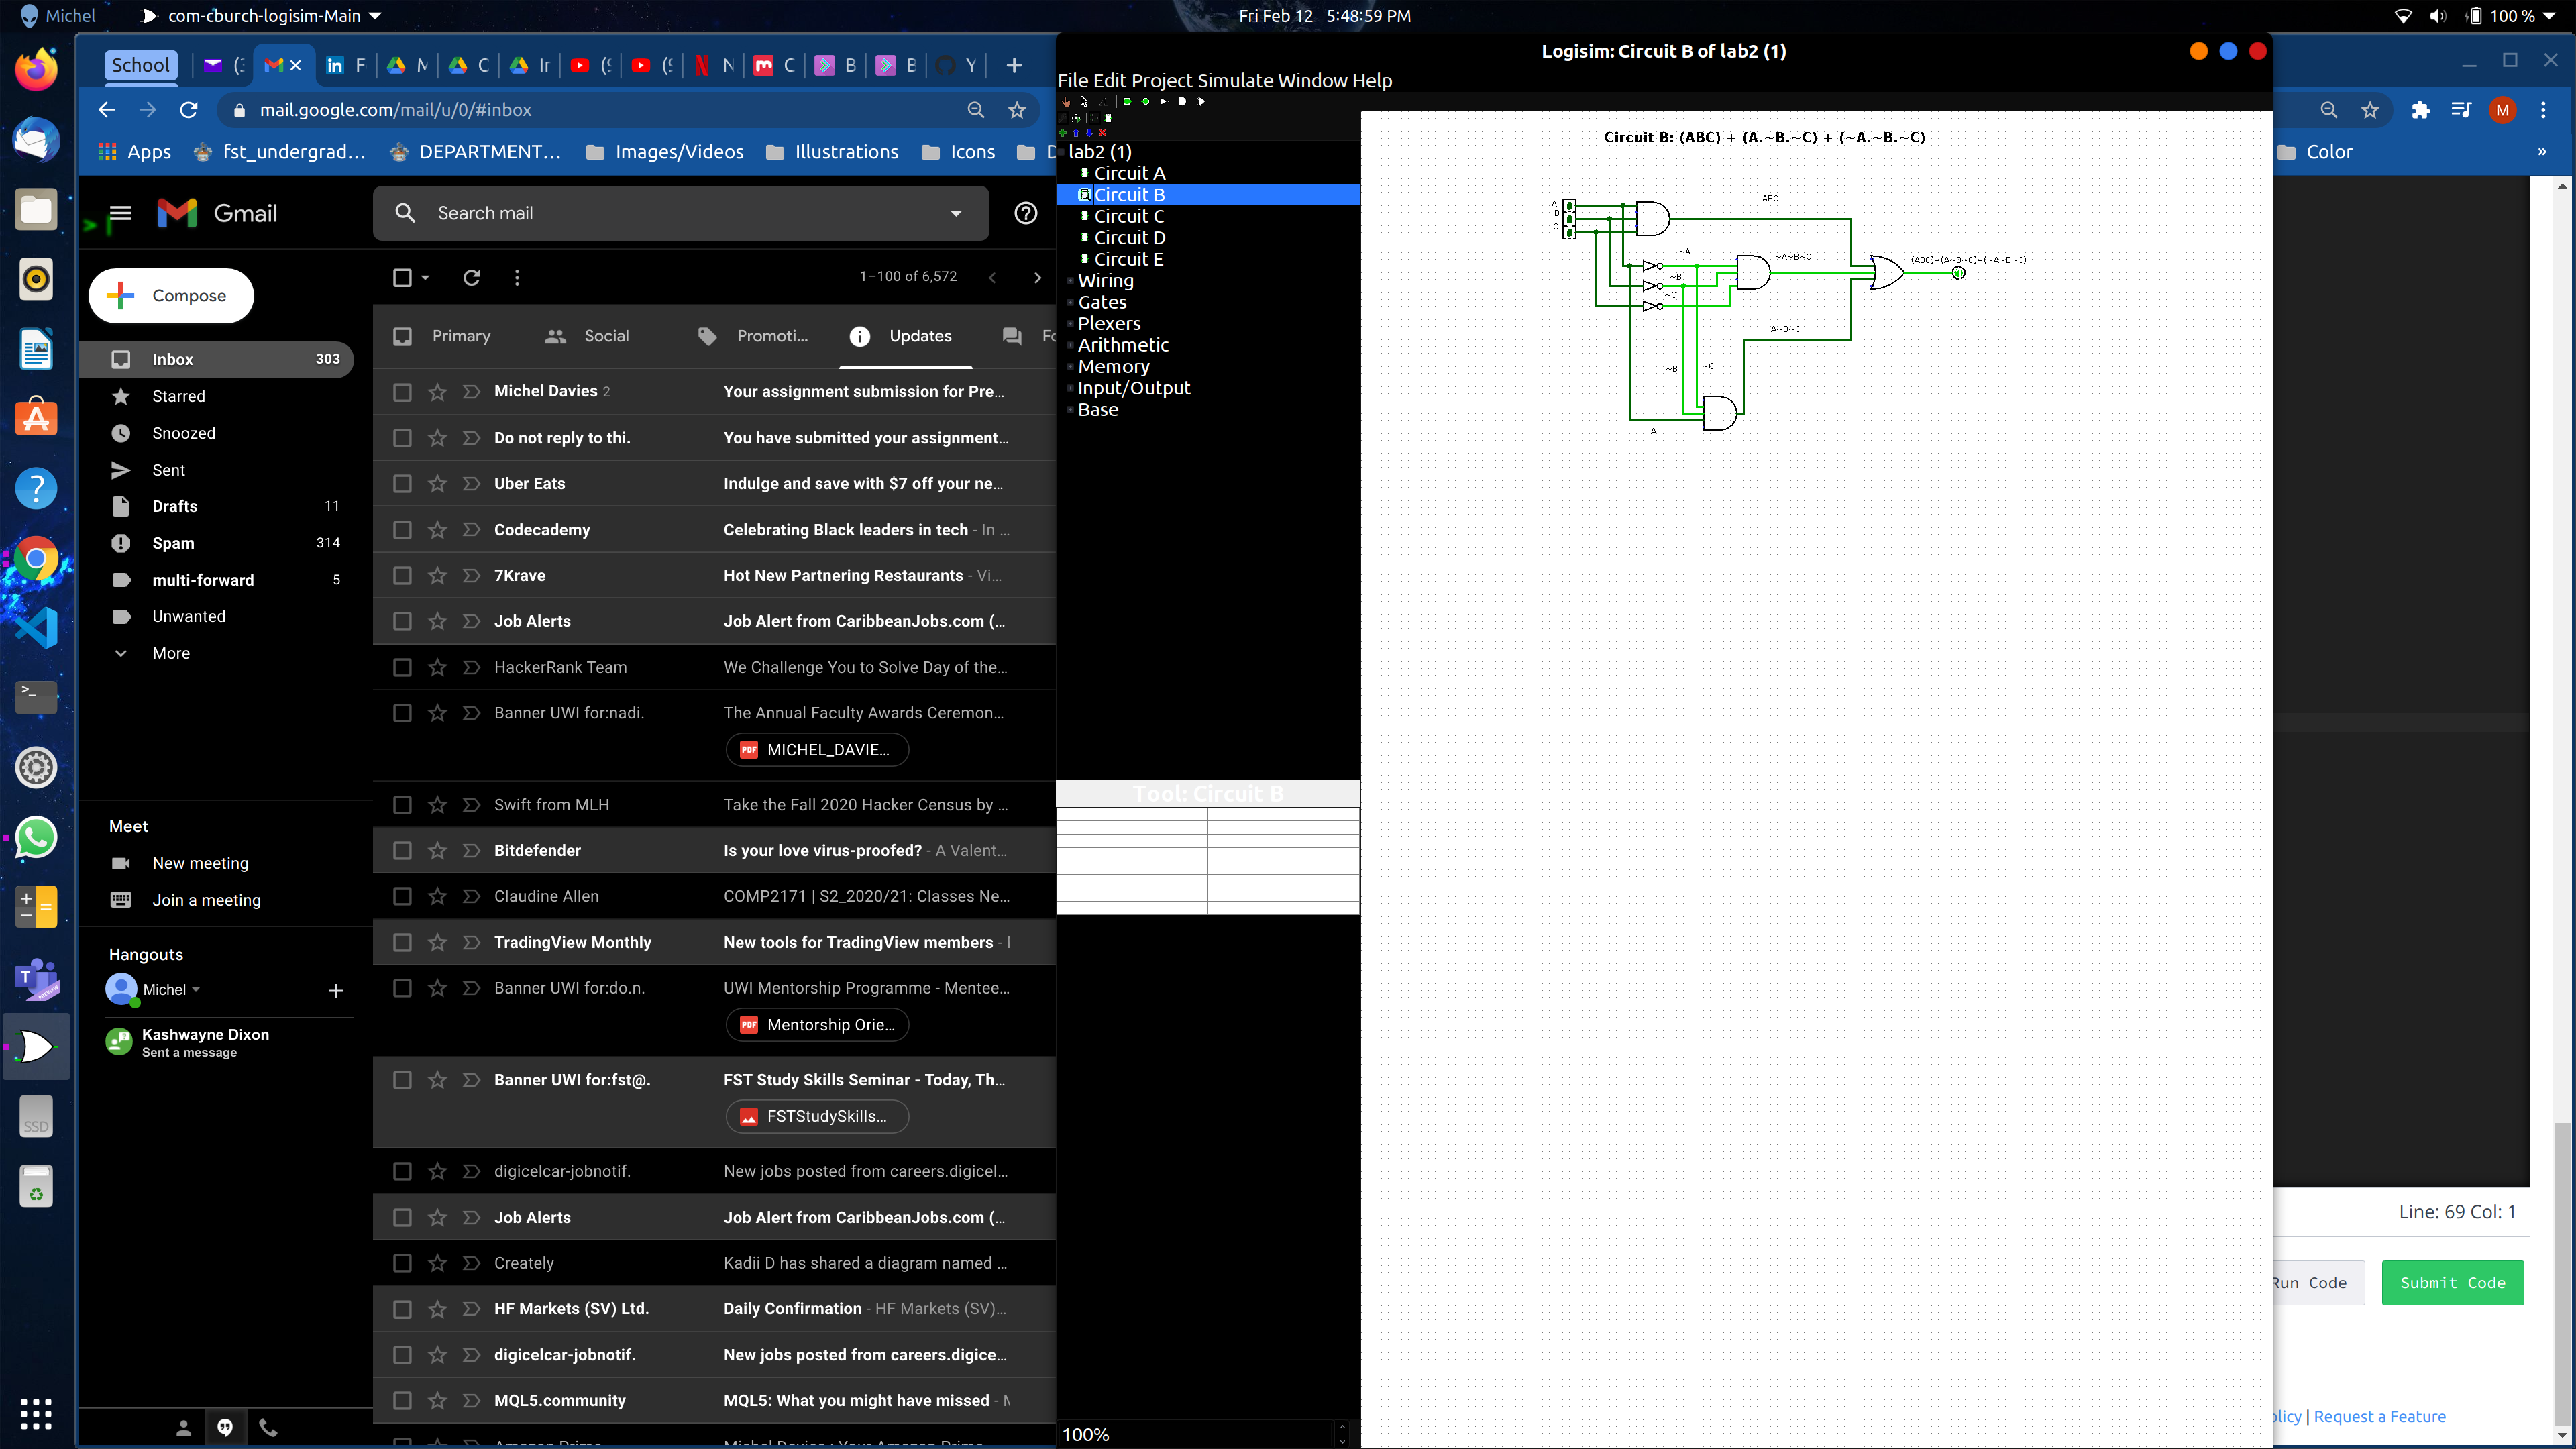 Michel
com-cburch-logisim-Main
Fri Feb 12 5:48:59 PM
100 %
School
F
M
C
Ir
N
C
B
B
Y
mail.google.com/mail/u/0/#inbox
Apps
fst_undergrad...
DEPARTMENT...
Images/Videos
Illustrations
Icons
Color
»
M
Gmail
Search mail
Compose
1–100 of 6,572
Inbox 303
Starred
Snoozed
Sent
Drafts 11
Spam 314
multi-forward 5
Unwanted
More
Meet
New meeting
Join a meeting
Hangouts
Michel
Kashwayne Dixon
Sent a message
Primary
Social
Promoti...
Updates
Fo
Michel Davies 2 Your assignment submission for Pre...
Do not reply to thi. You have submitted your assignment...
Uber Eats Indulge and save with $7 off your ne...
Codecademy Celebrating Black leaders in tech - In ...
7Krave Hot New Partnering Restaurants - Vi...
Job Alerts Job Alert from CaribbeanJobs.com (...
HackerRank Team We Challenge You to Solve Day of the...
Banner UWI for:nadi. The Annual Faculty Awards Ceremon...
PDF MICHEL_DAVIE...
Swift from MLH Take the Fall 2020 Hacker Census by ...
Bitdefender Is your love virus-proofed? - A Valent...
Claudine Allen COMP2171 | S2_2020/21: Classes Ne...
TradingView Monthly New tools for TradingView members -
Banner UWI for:do.n. UWI Mentorship Programme - Mentee...
PDF Mentorship Orie...
Banner UWI for:fst@. FST Study Skills Seminar - Today, Th...
FSTStudySkills...
digicelcar-jobnotif. New jobs posted from careers.digicel...
Job Alerts Job Alert from CaribbeanJobs.com (...
Creately Kadii D has shared a diagram named ...
HF Markets (SV) Ltd. Daily Confirmation - HF Markets (SV)...
digicelcar-jobnotif. New jobs posted from careers.digice...
MQL5.community MQL5: What you might have missed -
Logisim: Circuit B of lab2 (1)
File Edit Project Simulate Window Help
lab2 (1)
Circuit A
Circuit B
Circuit C
Circuit D
Circuit E
Wiring
Gates
Plexers
Arithmetic
Memory
Input/Output
Base
Tool: Circuit B
100%
Circuit B: (ABC) + (A.~B.~C) + (~A.~B.~C)
A
B
C
ABC
~A
~B
~C
~A~B~C
(ABC)+(A~B~C)+(~A~B~C)
A~B~C
~B
~C
A
SSD
Line: 69 Col: 1
Run Code
Submit Code
olicy | Request a Feature